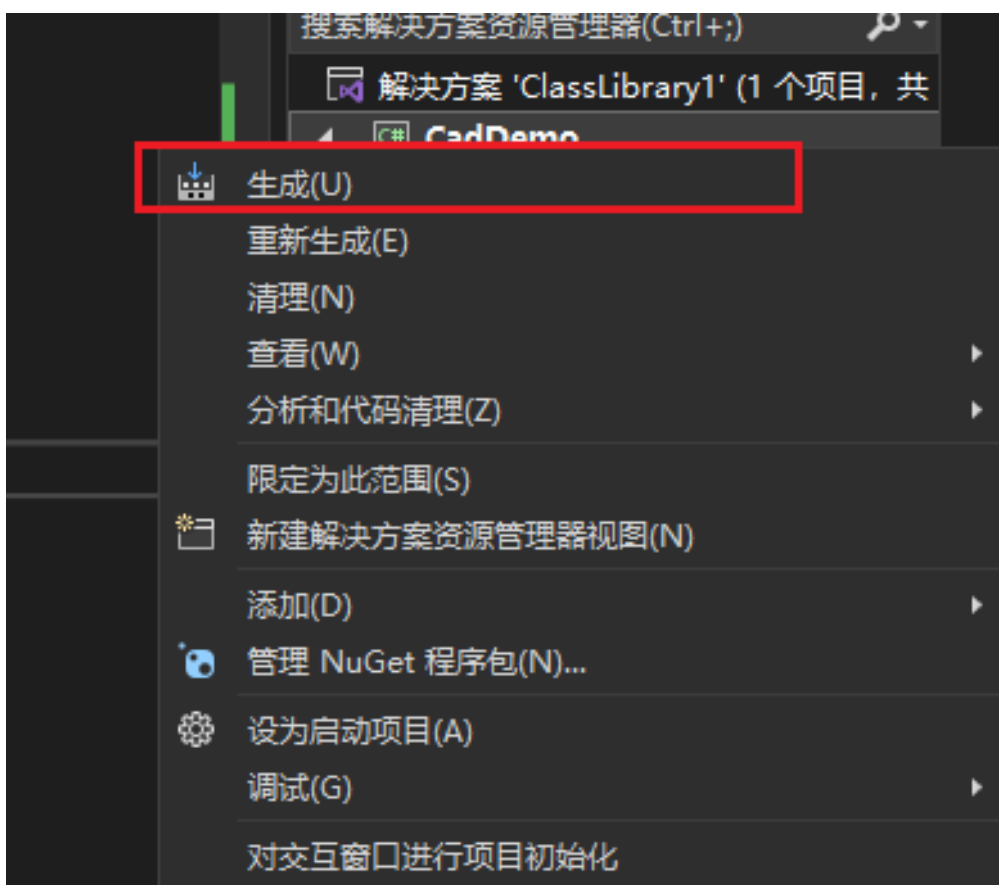 搜索解决方案资源管理器(Ctrl+;)
解决方案 'ClassLibrary1' (1 个项目，共
C# CadDemo
生成(U)
重新生成(E)
清理(N)
查看(W)
分析和代码清理(Z)
限定为此范围(S)
新建解决方案资源管理器视图(N)
添加(D)
管理 NuGet 程序包(N)...
设为启动项目(A)
调试(G)
对交互窗口进行项目初始化